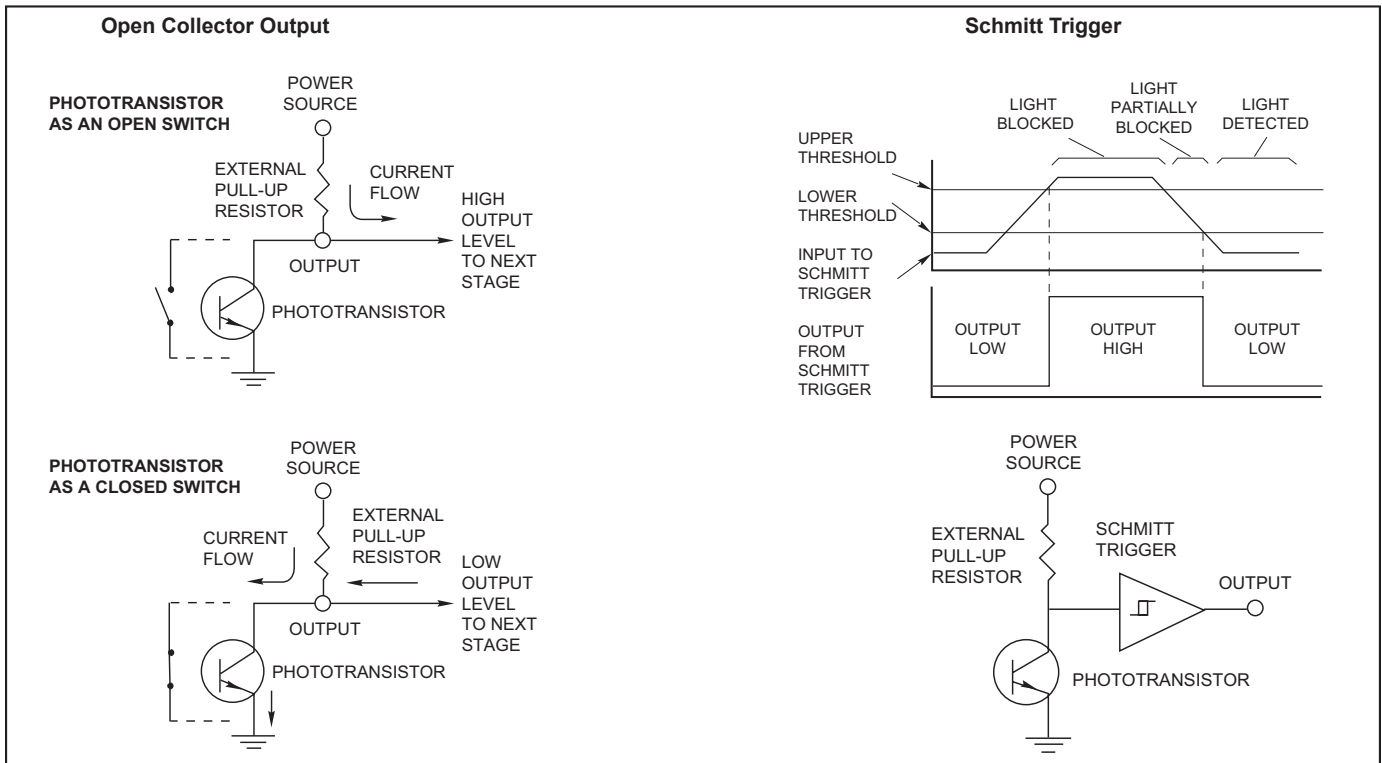 Open Collector Output
PHOTOTRANSISTOR
AS AN OPEN SWITCH
POWER
SOURCE
EXTERNAL
PULL-UP
RESISTOR
CURRENT
FLOW
HIGH
OUTPUT
LEVEL
TO NEXT
STAGE
OUTPUT
PHOTOTRANSISTOR
PHOTOTRANSISTOR
AS A CLOSED SWITCH
POWER
SOURCE
CURRENT
FLOW
EXTERNAL
PULL-UP
RESISTOR
LOW
OUTPUT
LEVEL
TO NEXT
STAGE
OUTPUT
PHOTOTRANSISTOR
Schmitt Trigger
LIGHT
BLOCKED
LIGHT
PARTIALLY
BLOCKED
LIGHT
DETECTED
UPPER
THRESHOLD
LOWER
THRESHOLD
INPUT TO
SCHMITT
TRIGGER
OUTPUT
FROM
SCHMITT
TRIGGER
OUTPUT
LOW
OUTPUT
HIGH
OUTPUT
LOW
POWER
SOURCE
EXTERNAL
PULL-UP
RESISTOR
SCHMITT
TRIGGER
OUTPUT
PHOTOTRANSISTOR